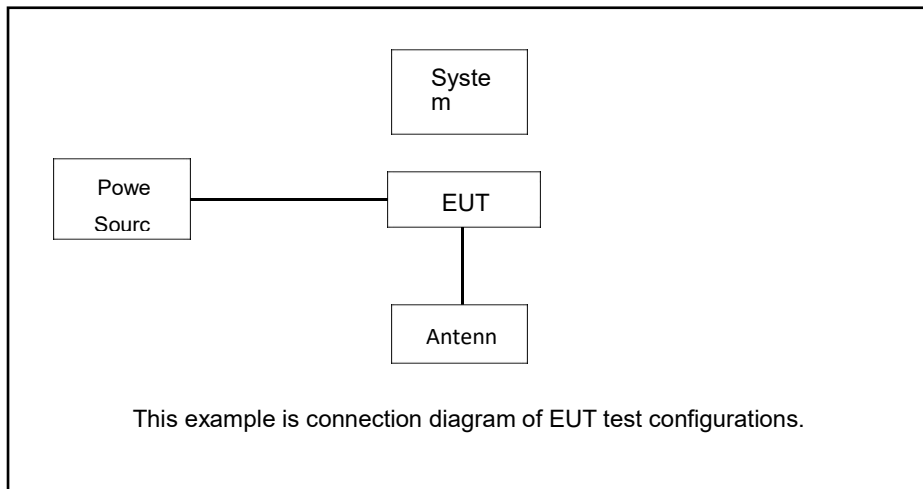 Syste
m
Powe
Sourc
EUT
Antenn
This example is connection diagram of EUT test configurations.